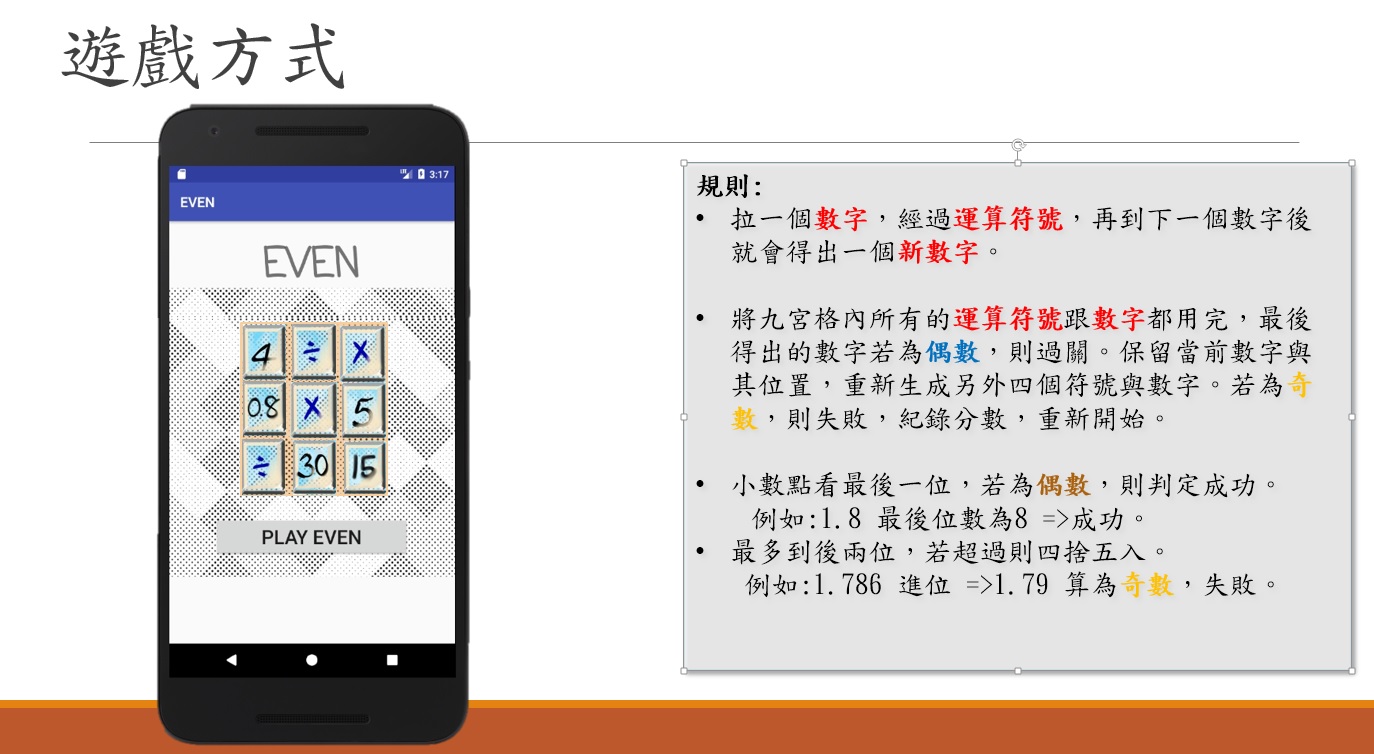 遊戲方式
3:17
EVEN
EVEN
4 ÷ ×
0.8 × 5
÷ 30 15
PLAY EVEN
規則:
• 拉一個數字，經過運算符號，再到下一個數字後
就會得出一個新數字。
• 將九宮格內所有的運算符號跟數字都用完，最後
得出的數字若為偶數，則過關。保留當前數字與
其位置，重新生成另外四個符號與數字。若為奇
數，則失敗，紀錄分數，重新開始。
• 小數點看最後一位，若為偶數，則判定成功。
例如:1.8 最後位數為8 =>成功。
• 最多到後兩位，若超過則四捨五入。
例如:1.786 進位 =>1.79 算為奇數，失敗。